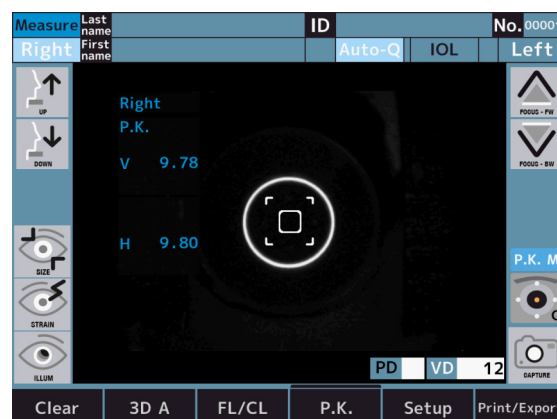 Measure Last name ID No. 0000
Right First name Auto-Q IOL Left
UP
FOCUS - FW
DOWN
FOCUS - BW
Right
P.K.
V 9.78
H 9.80
SIZE
P.K. M
STRAIN
ILLUM
CAPTURE
PD VD 12
Clear 3D A FL/CL P.K. Setup Print/Expor